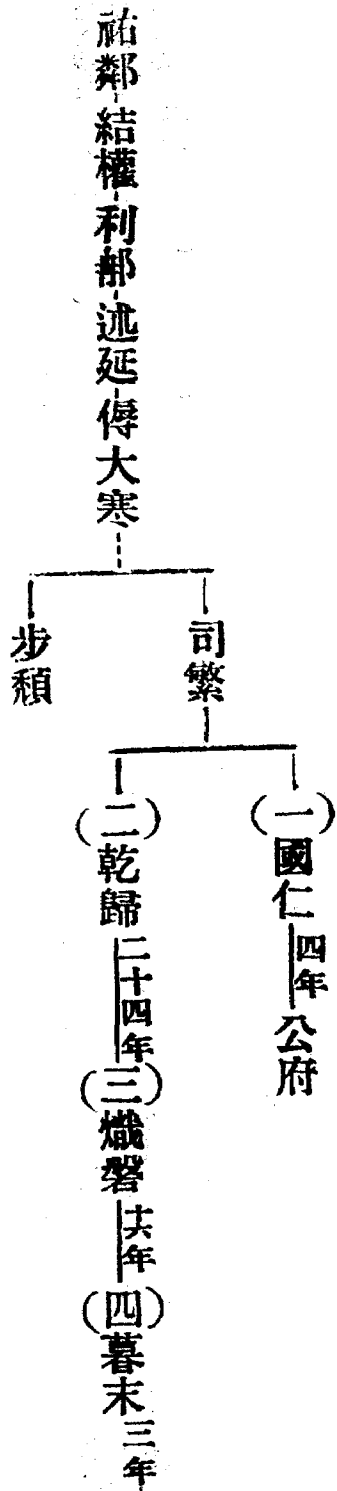 祐鄰
結權
利郍
述延
傉大寒
司繁
步頽
(一)國仁
四年
公府
(二)乾歸
二十四年
(三)熾磐
十六年
(四)暮末
三年